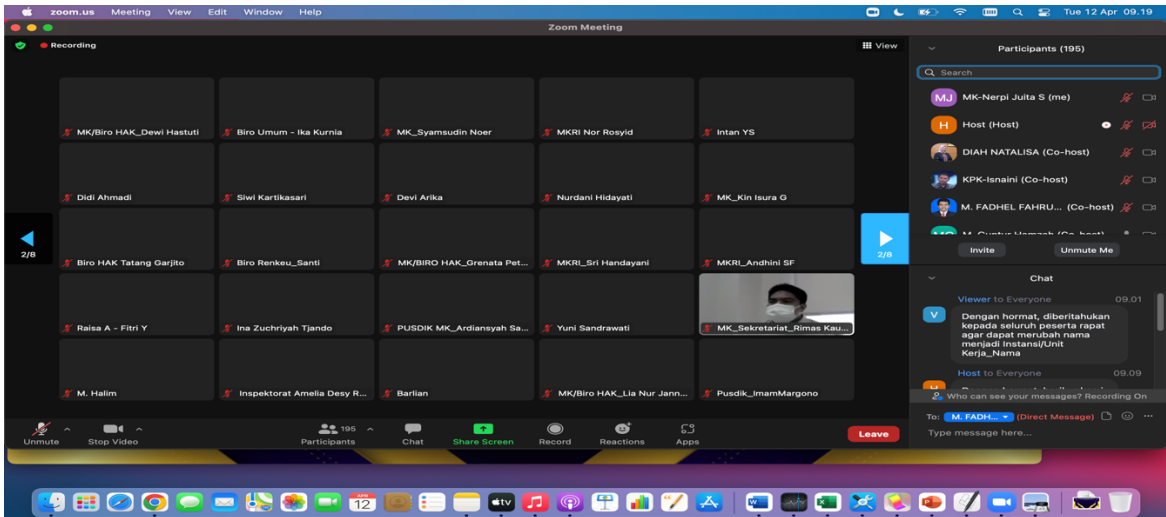 zoom.us Meeting View Edit Window Help Tue 12 Apr 09.19
Zoom Meeting
Recording View
MK/Biro HAK_Dewi Hastuti Biro Umum - Ika Kurnia MK_Syamsudin Noer MKRI Nor Rosyid Intan YS
Didi Ahmadi Siwi Kartikasari Devi Arika Nurdani Hidayati MK_Kin Isura G
2/8 2/8
Biro HAK Tatang Garjito Biro Renkeu_Santi MK/BIRO HAK_Grenata Pet... MKRI_Sri Handayani MKRI_Andhini SF
Raisa A - Fitri Y Ina Zuchriyah Tjando PUSDIK MK_Ardiansyah Sa... Yuni Sandrawati MK_Sekretariat_Rimas Kau...
M. Halim Inspektorat Amelia Desy R... Barlian MK/Biro HAK_Lia Nur Jann... Pusdik_ImamMargono
Unmute Stop Video 195 Participants Chat Share Screen Record Reactions Apps Leave
Participants (195)
Search
MJ MK-Nerpi Juita S (me)
H Host (Host)
DIAH NATALISA (Co-host)
KPK-Isnaini (Co-host)
M. FADHEL FAHRU... (Co-host)
Invite Unmute Me
Chat
Viewer to Everyone 09.01
V
Dengan hormat, diberitahukan
kepada seluruh peserta rapat
agar dapat merubah nama
menjadi Instansi/Unit
Kerja_Nama
Host to Everyone 09.09
Who can see your messages? Recording On
To: M. FADH... (Direct Message)
Type message here...
APR
12
tv